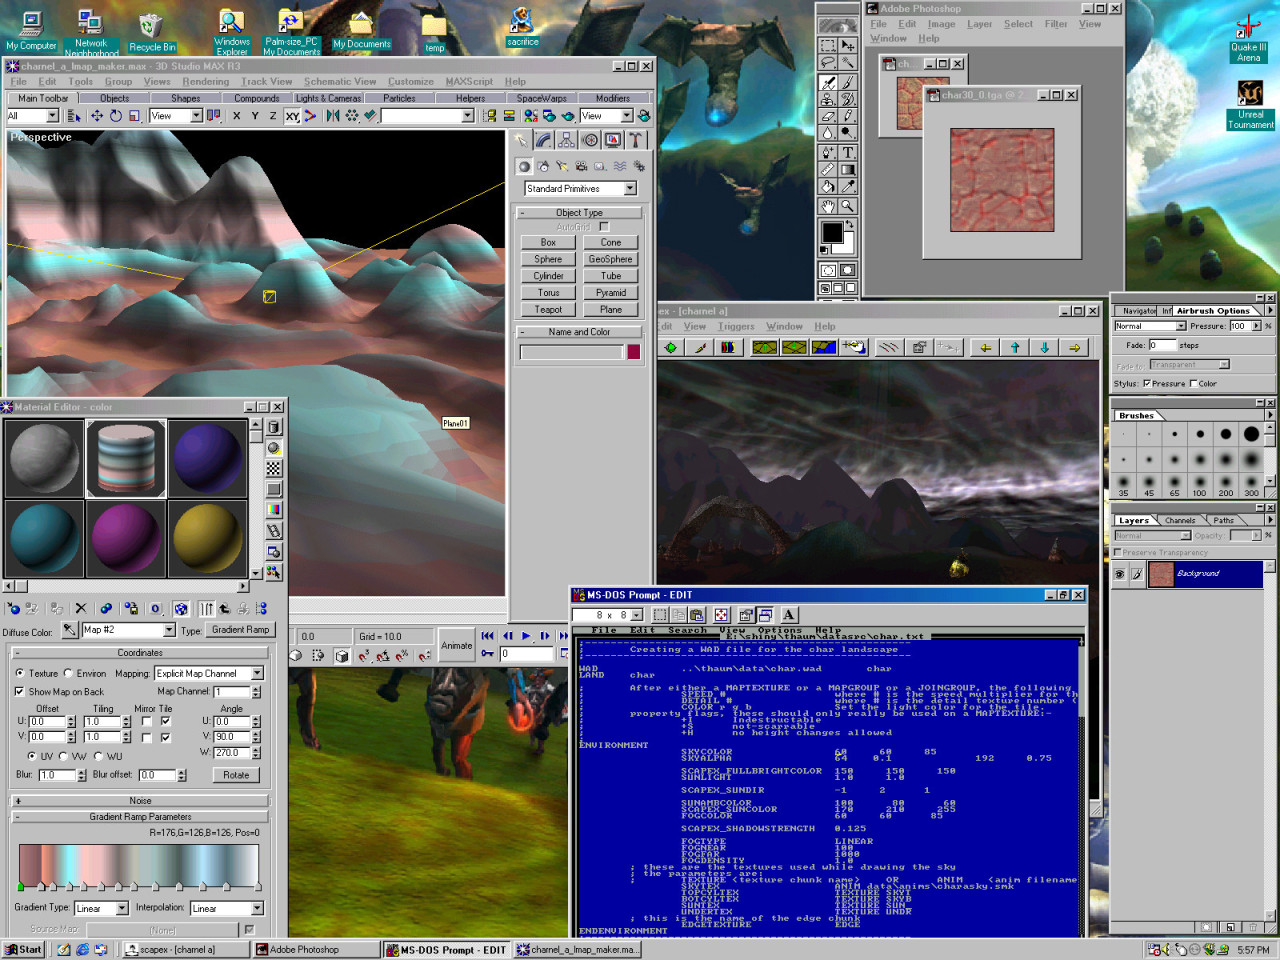 My Computer
Network Neighborhood
Recycle Bin
Windows Explorer
Palm-size_PC My Documents
My Documents
temp
sacrifice
Quake III Arena
Unreal Tournament
charnel_a_lmap_maker.max - 3D Studio MAX R3
File Edit Tools Group Views Rendering Track View Schematic View Customize MAXScript Help
Main Toolbar Objects Shapes Compounds Lights & Cameras Particles Helpers SpaceWarps Modifiers
All View X Y Z XY View
Perspective
Plane01
Standard Primitives
- Object Type
AutoGrid
Box Cone
Sphere GeoSphere
Cylinder Tube
Torus Pyramid
Teapot Plane
- Name and Color
0.0 Grid = 10.0
Animate
0
Adobe Photoshop
File Edit Image Layer Select Filter View
Window Help
ch...
char30_0.tga @ 2...
Navigator Inf Airbrush Options
Normal Pressure: 100 %
Fade: 0 steps
Fade to: Transparent
Stylus: Pressure Color
Brushes
35 45 65 100 200 300
Layers Channels Paths
Normal Opacity: %
Preserve Transparency
Background
apex - [charnel a]
Edit View Triggers Window Help
Material Editor - color
Diffuse Color: Map #2 Type: Gradient Ramp
- Coordinates
Texture Environ Mapping: Explicit Map Channel
Show Map on Back Map Channel: 1
Offset Tiling Mirror Tile Angle
U: 0.0 1.0 U: 0.0
V: 0.0 1.0 V: 90.0
W: 270.0
UV VW WU
Blur: 1.0 Blur offset: 0.0 Rotate
+ Noise
- Gradient Ramp Parameters
R=176,G=126,B=126, Pos=0
Gradient Type: Linear Interpolation: Linear
Source Map: (None)
MS-DOS Prompt - EDIT
8 x 8
File Edit Search View Options Help
E:\shiny\thaum\datasrc\char.txt
; Creating a WAD file for the char landscape
WAD ..\thaum\data\char.wad char
LAND char
; After either a MAPTEXTURE or a MAPGROUP or a JOINGROUP, the following
; SPEED # where # is the speed multiplier for th
; DETAIL # where # is the detail texture number (
; COLOR r g b Set the light color for the tile.
; property flags, these should only really be used on a MAPTEXTURE:-
; +I Indestructable
; +S not-scarrable
; +H no height changes allowed
ENVIRONMENT
SKYCOLOR 60 60 85
SKYALPHA 64 0.1 192 0.75
SCAPEX_FULLBRIGHTCOLOR 150 150 150
SUNLIGHT 1.0 1.0
SCAPEX_SUNDIR -1 2 1
SUNAMBCOLOR 100 80 60
SCAPEX_SUNCOLOR 170 210 255
FOGCOLOR 60 60 85
SCAPEX_SHADOWSTRENGTH 0.125
FOGTYPE LINEAR
FOGNEAR 100
FOGFAR 1000
FOGDENSITY 1.0
; these are the textures used while drawing the sky
; the parameters are:
; TEXTURE (texture chunk name) OR ANIM (anim filename
SKYTEX ANIM data\anims\charasky.smk
TOPCYLTEX TEXTURE SKYT
BOTCYLTEX TEXTURE SKYB
SUNTEX TEXTURE SUN_
UNDERTEX TEXTURE UNDR
; this is the name of the edge chunk
EDGETEXTURE EDGE
ENDENVIRONMENT
Start scapex - [charnel a] Adobe Photoshop MS-DOS Prompt - EDIT charnel_a_lmap_maker.ma... 5:57 PM